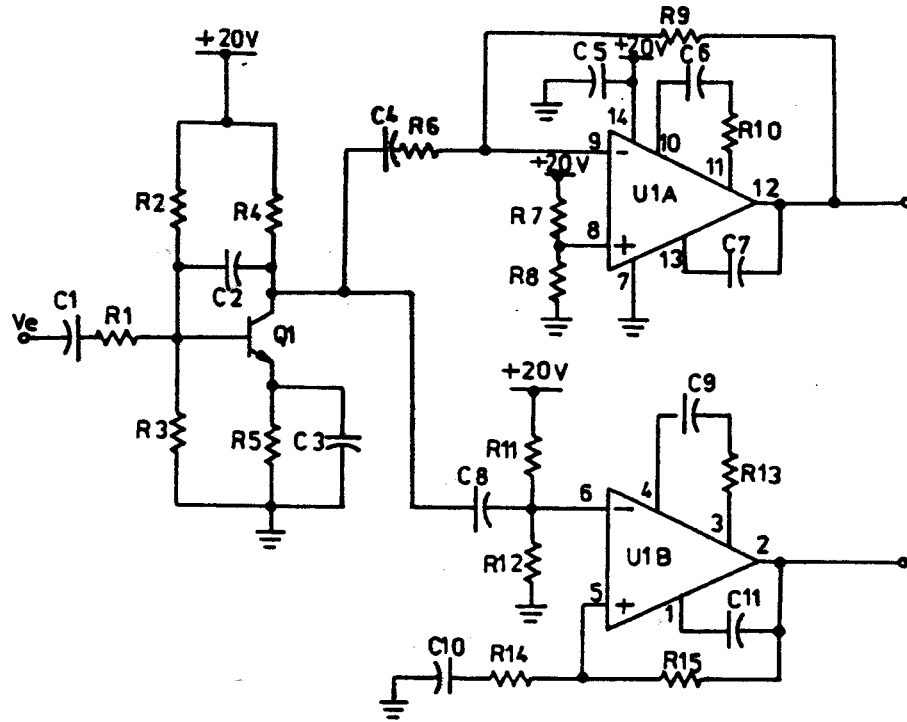 R9
+20V
C5
+20V
C6
14
C4
R6
9
-
10
R10
11
R2
R4
+20V
U1A
12
R7
8
+
13
C7
C2
R8
7
C1
Ve
R1
Q1
+20V
C9
R3
R5
C3
R11
C8
6
-
4
R13
3
2
R12
U1B
5
+
1
C11
C10
R14
R15